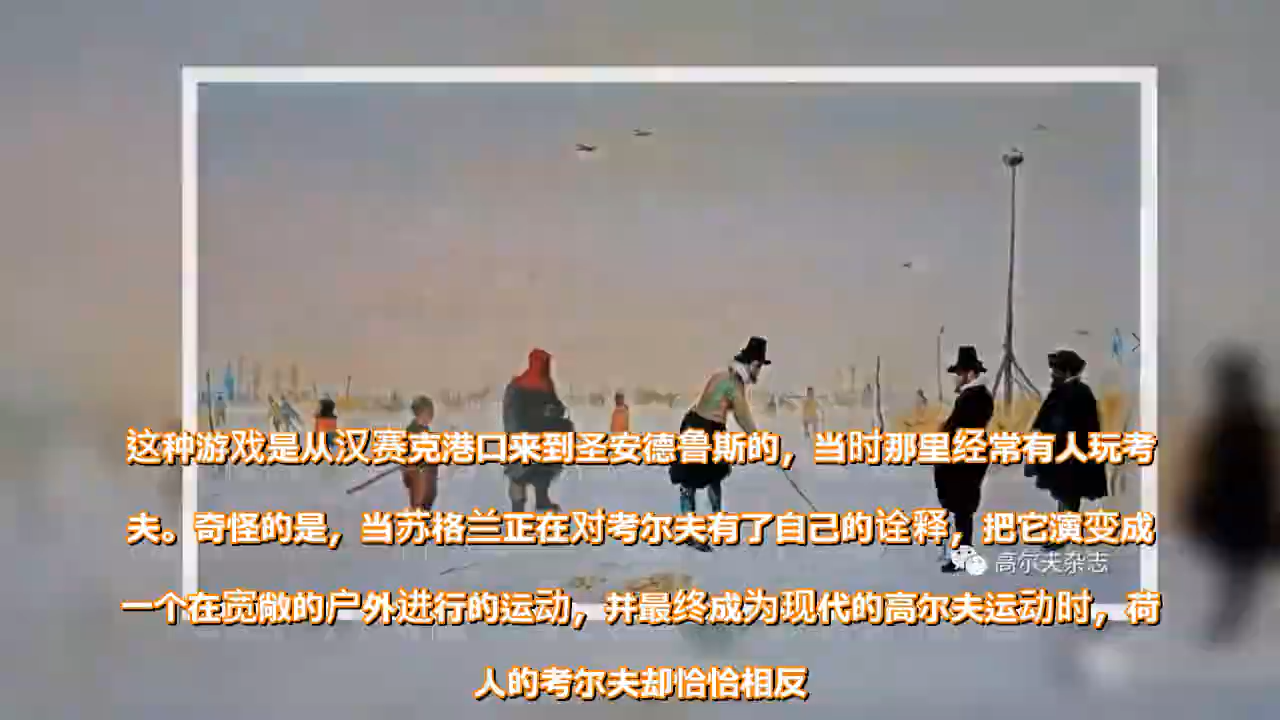 这种游戏是从汉赛克港口来到圣安德鲁斯的，当时那里经常有人玩考
夫。奇怪的是，当苏格兰正在对考尔夫有了自己的诠释，把它演变成
高尔夫杂志
一个在宽敞的户外进行的运动，并最终成为现代的高尔夫运动时，荷
人的考尔夫却恰恰相反